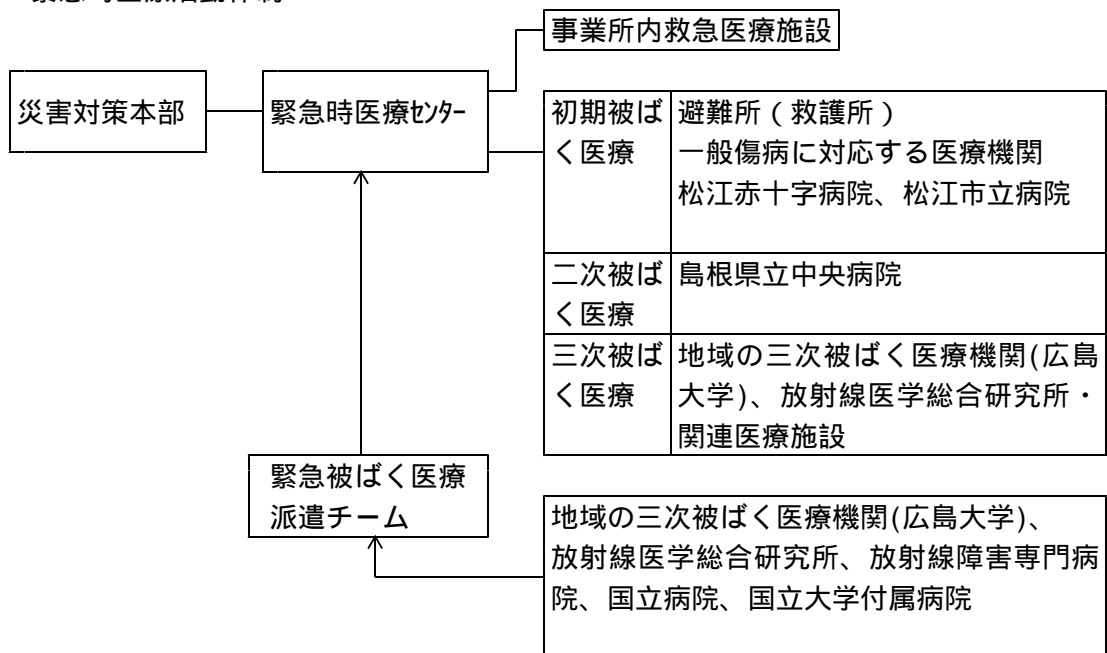 事業所内救急医療施設
災害対策本部
緊急時医療ｾﾝﾀｰ
初期被ば
く医療
避難所（救護所）
一般傷病に対応する医療機関
松江赤十字病院、松江市立病院
二次被ば
く医療
島根県立中央病院
三次被ば
く医療
地域の三次被ばく医療機関(広島
大学)、放射線医学総合研究所・
関連医療施設
緊急被ばく医療
派遣チーム
地域の三次被ばく医療機関(広島大学)、
放射線医学総合研究所、放射線障害専門病
院、国立病院、国立大学付属病院